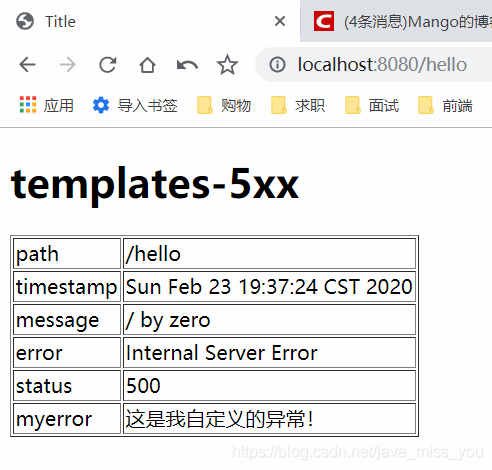 Title
(4条消息)Mango的博
localhost:8080/hello
应用 导入书签 购物 求职 面试 前端
templates-5xx
path /hello
timestamp Sun Feb 23 19:37:24 CST 2020
message / by zero
error Internal Server Error
status 500
myerror 这是我自定义的异常!
https://blog.csdn.net/java_miss_you